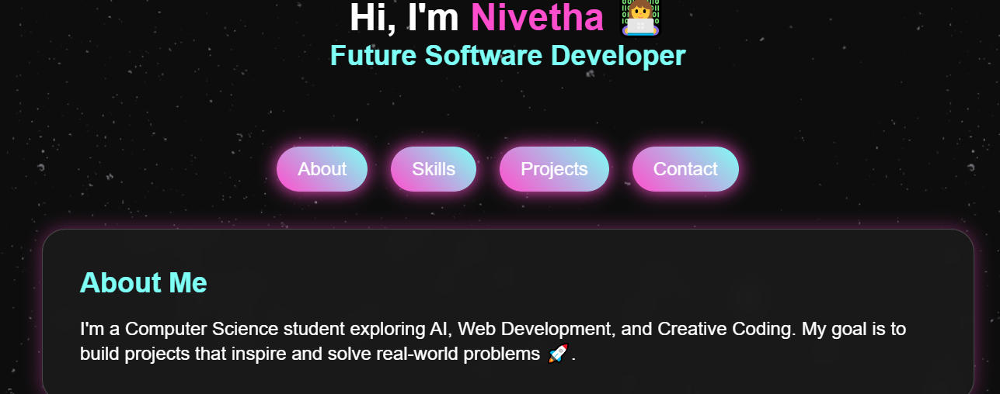 Hi, I'm Nivetha 👩‍💻
Future Software Developer
About Skills Projects Contact
About Me
I'm a Computer Science student exploring AI, Web Development, and Creative Coding. My goal is to
build projects that inspire and solve real-world problems 🚀.